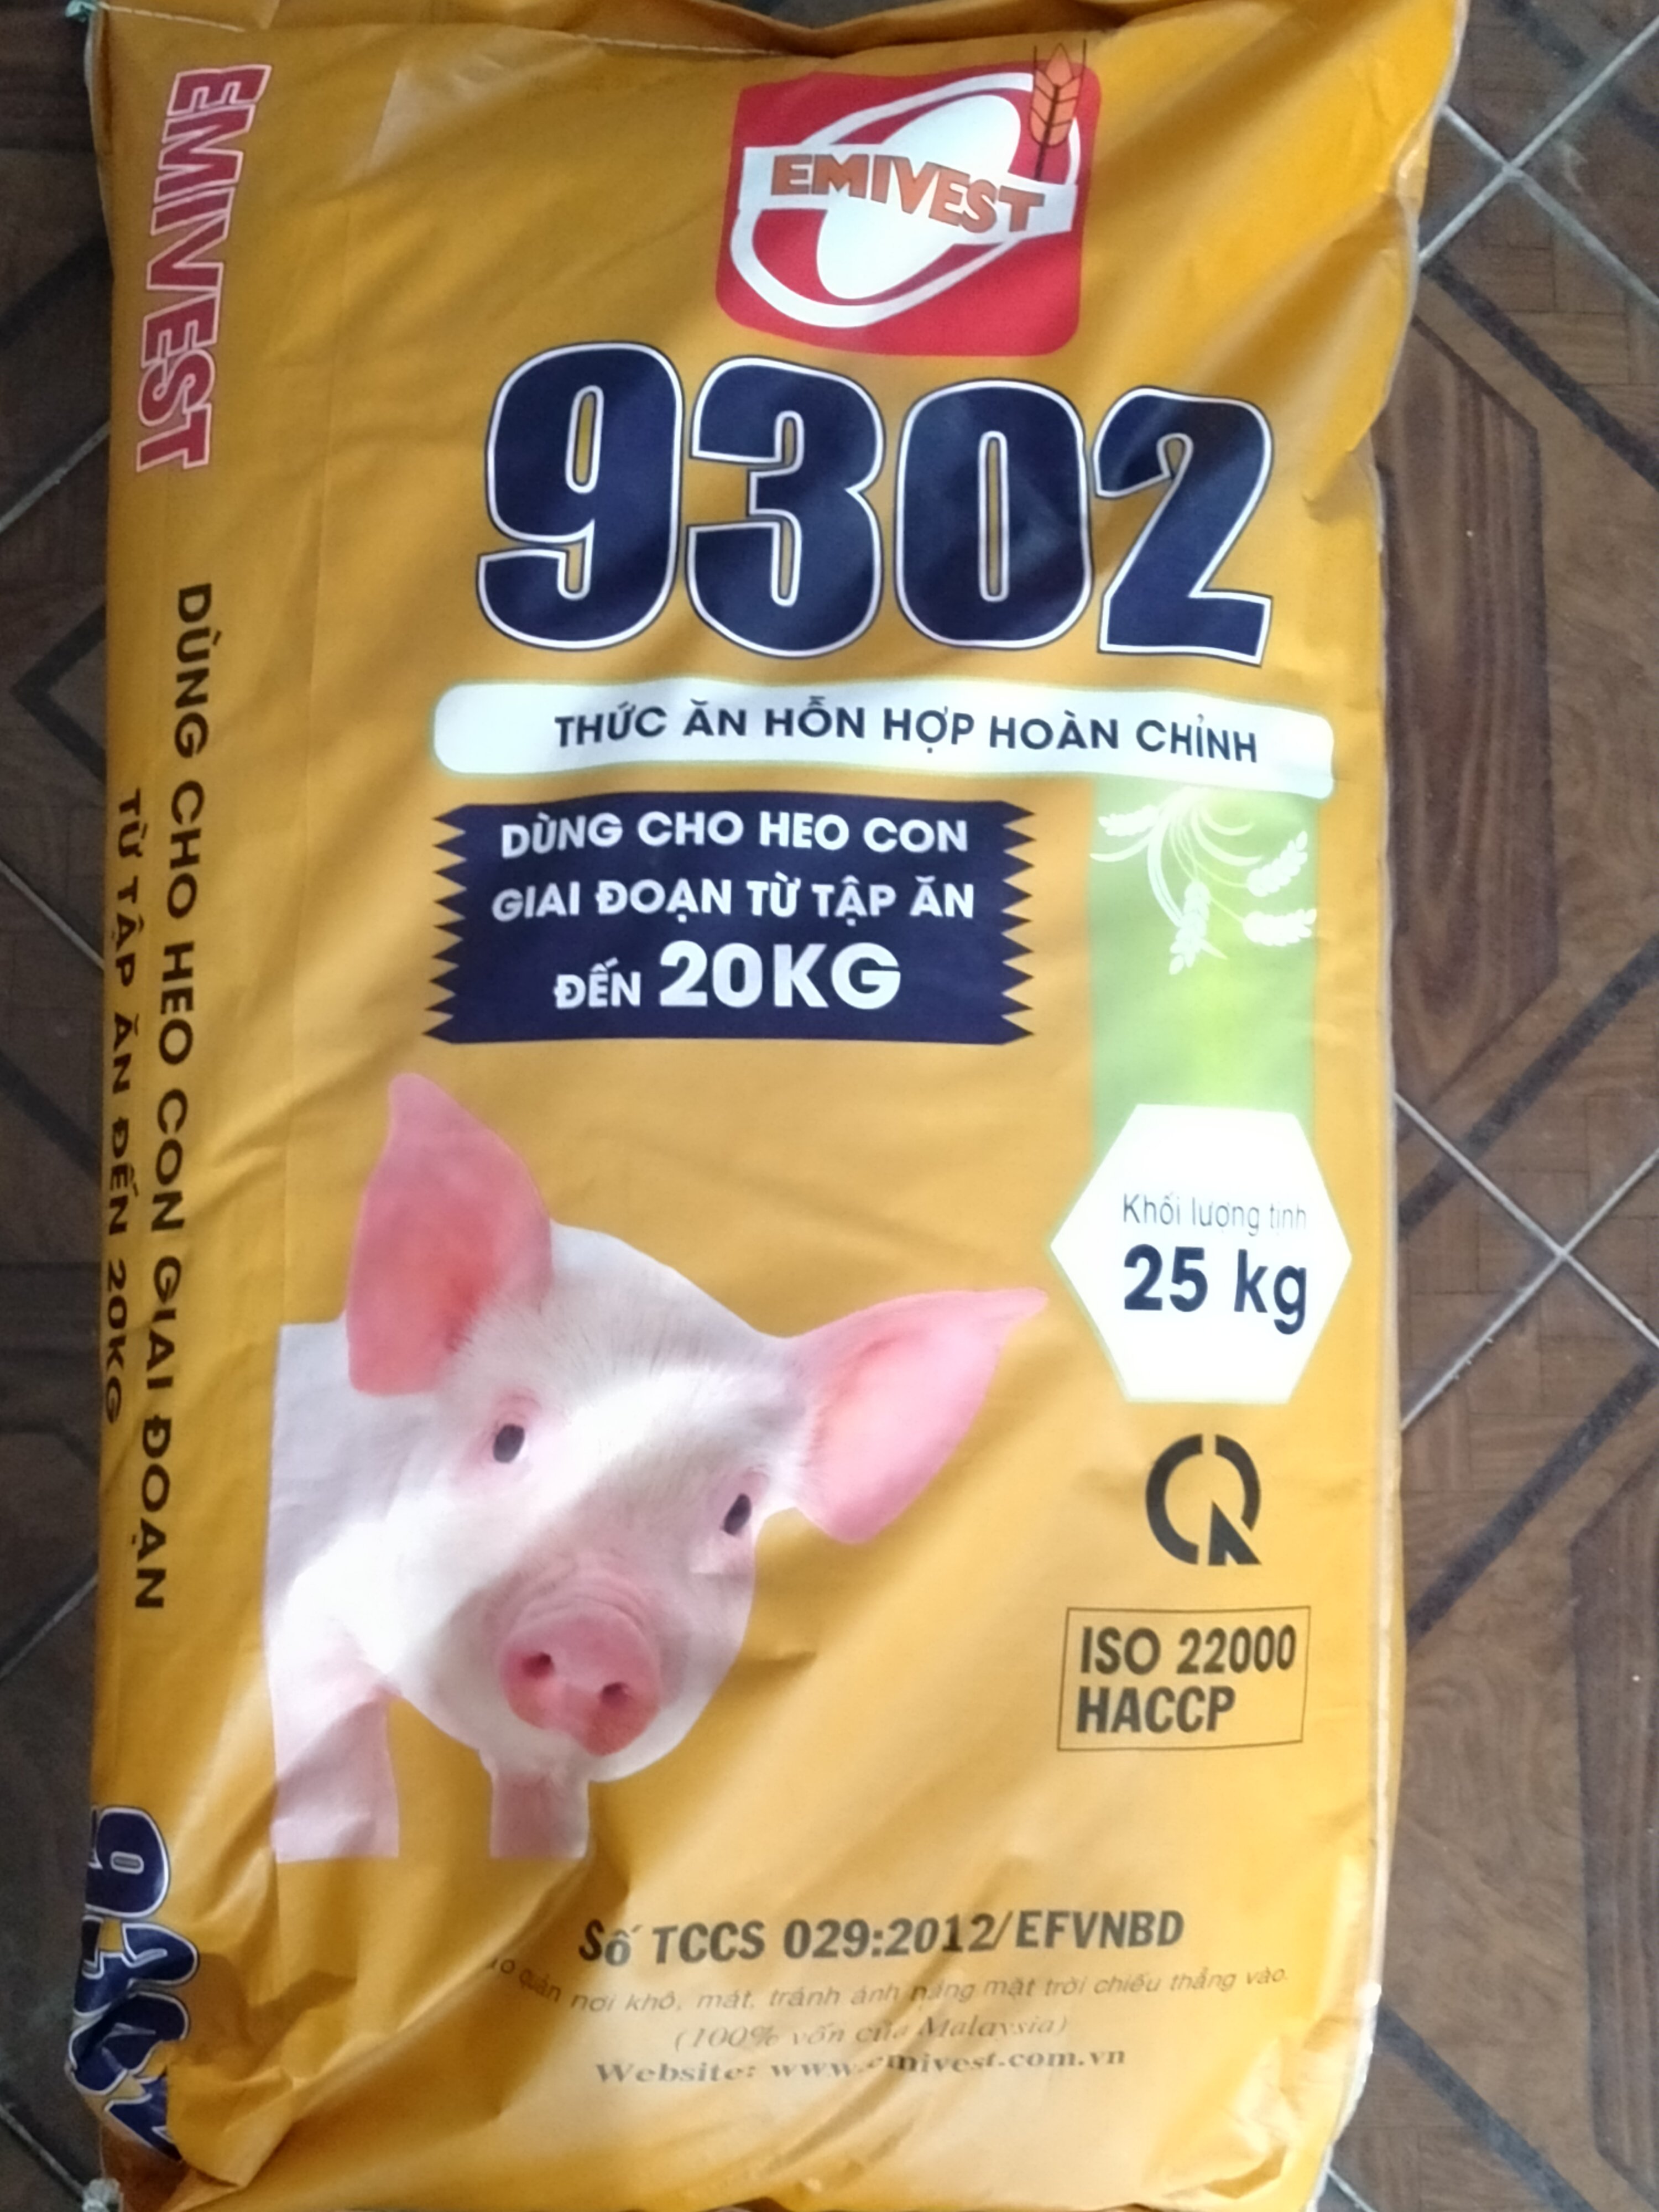 EMIVEST
9302
THỨC ĂN HỖN HỢP HOÀN CHỈNH
DÙNG CHO HEO CON
GIAI ĐOẠN TỪ TẬP ĂN
ĐẾN 20KG
Khối lượng tịnh
25 kg
ISO 22000
HACCP
Số TCCS 029:2012/EFVNBD
quản nơi khô, mát, tránh ánh nắng mặt trời chiếu thẳng vào.
(100% vốn của Malaysia)
Website: www.emivest.com.vn
EMIVEST
DÙNG CHO HEO CON GIAI ĐOẠN
TỪ TẬP ĂN ĐẾN 20KG